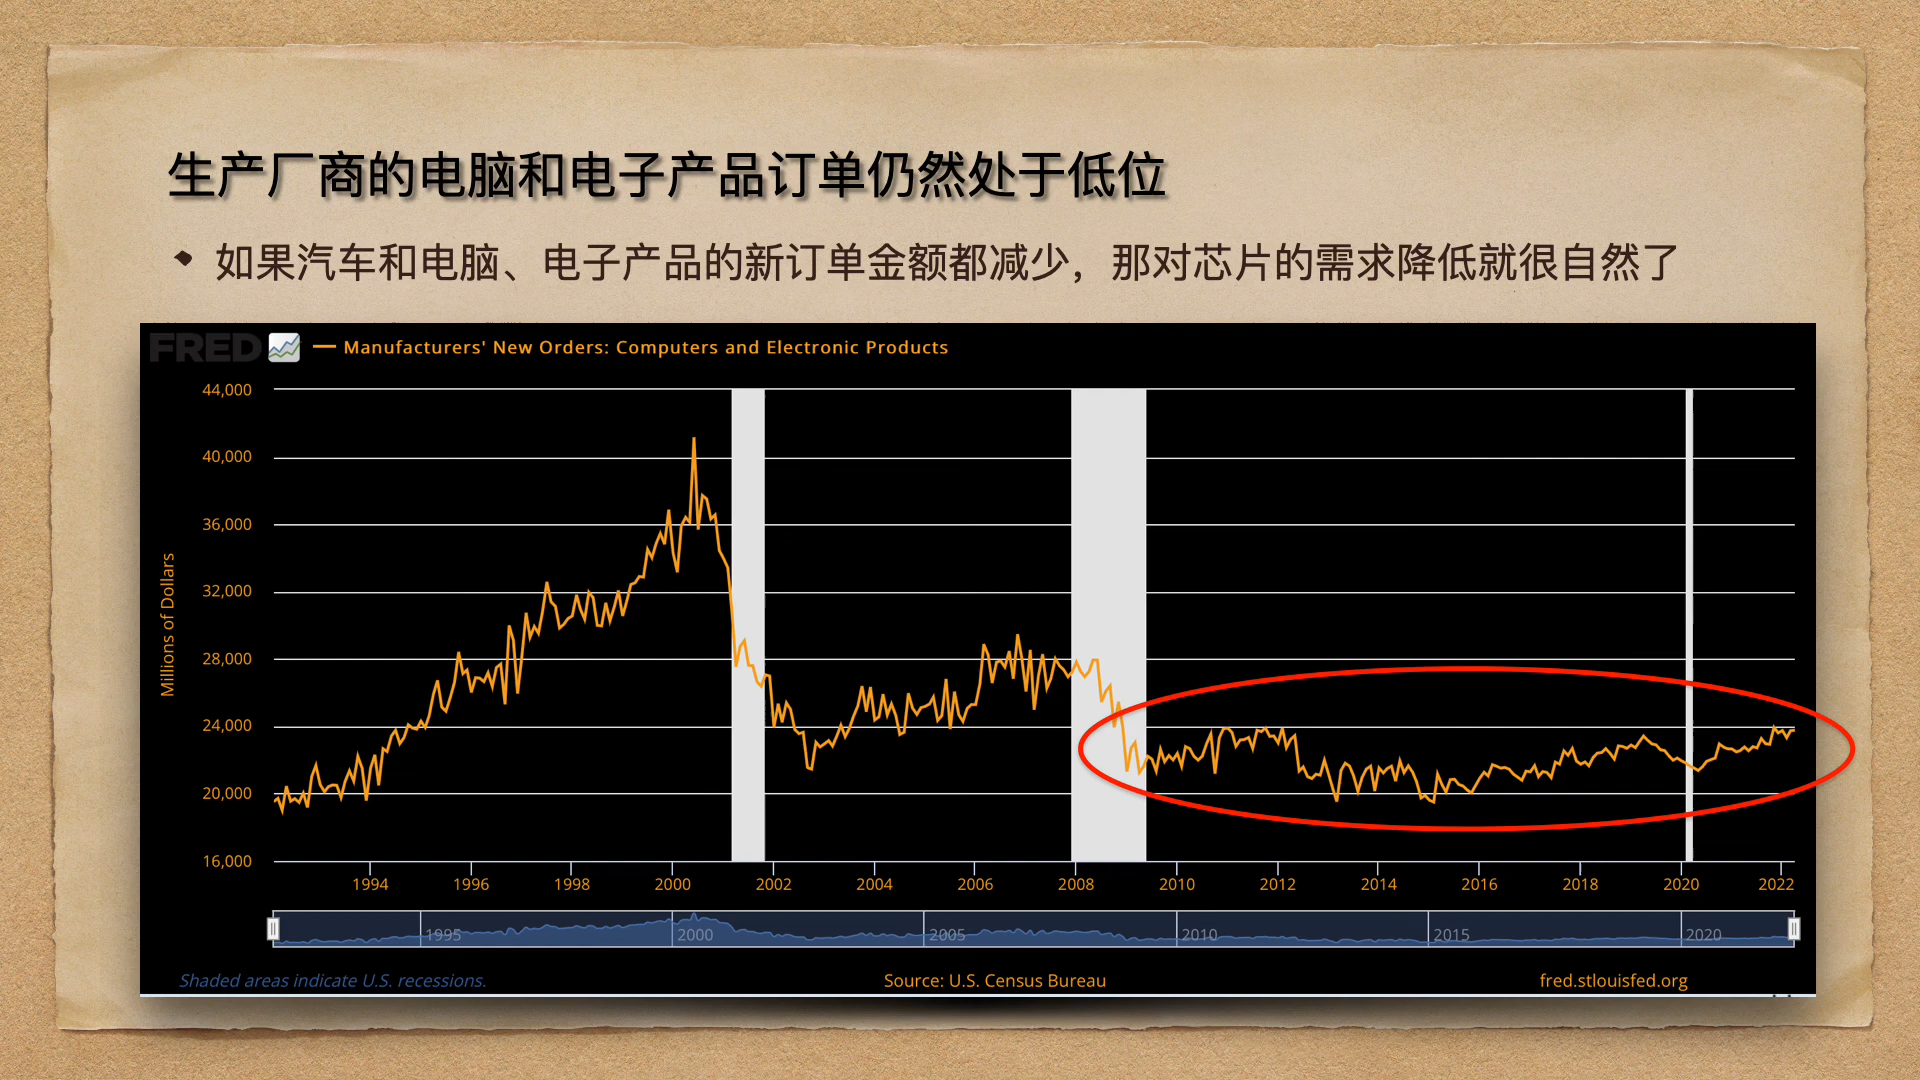 生产厂商的电脑和电子产品订单仍然处于低位
如果汽车和电脑、电子产品的新订单金额都减少，那对芯片的需求降低就很自然了
FRED Manufacturers' New Orders: Computers and Electronic Products
44,000
40,000
36,000
32,000
28,000
24,000
20,000
16,000
Millions of Dollars
1994 1996 1998 2000 2002 2004 2006 2008 2010 2012 2014 2016 2018 2020 2022
1995 2000 2005 2010 2015 2020
Shaded areas indicate U.S. recessions. Source: U.S. Census Bureau fred.stlouisfed.org